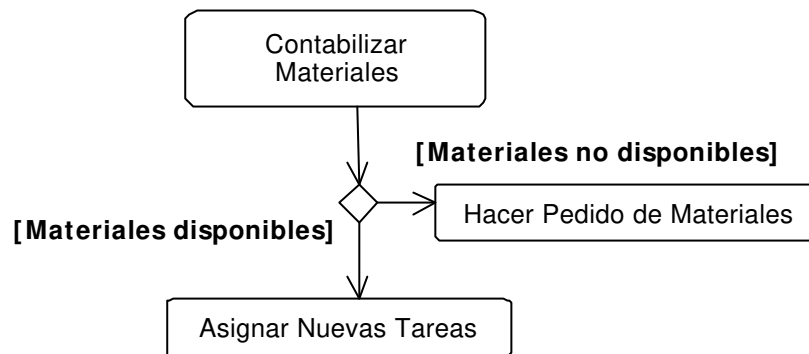 Contabilizar
Materiales
[Materiales no disponibles]
Hacer Pedido de Materiales
[Materiales disponibles]
Asignar Nuevas Tareas